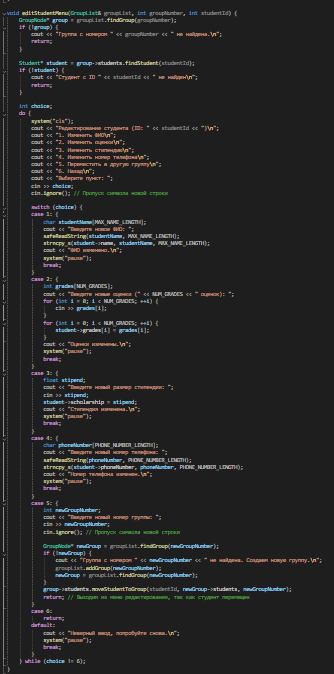 void editStudentMenu(GroupList& groupList, int groupNumber, int studentId) {
GroupNode* group = groupList.findGroup(groupNumber);
if (!group) {
cout << "Группа с номером " << groupNumber << " не найдена.\n";
return;
}
Student* student = group->students.findStudent(studentId);
if (!student) {
cout << "Студент с ID " << studentId << " не найден\n";
return;
}
int choice;
do {
system("cls");
cout << "Редактирование студента (ID: " << studentId << ")\n";
cout << "1. Изменить ФИО\n";
cout << "2. Изменить оценки\n";
cout << "3. Изменить стипендию\n";
cout << "4. Изменить номер телефона\n";
cout << "5. Переместить в другую группу\n";
cout << "6. Назад\n";
cout << "Выберите пункт: ";
cin >> choice;
cin.ignore(); // Пропуск символа новой строки
switch (choice) {
case 1: {
char studentName[MAX_NAME_LENGTH];
cout << "Введите новое ФИО: ";
safeReadString(studentName, MAX_NAME_LENGTH);
strncpy_s(student->name, studentName, MAX_NAME_LENGTH);
cout << "ФИО изменено.\n";
system("pause");
break;
}
case 2: {
int grades[NUM_GRADES];
cout << "Введите новые оценки (" << NUM_GRADES << " оценок): ";
for (int i = 0; i < NUM_GRADES; ++i) {
cin >> grades[i];
}
for (int i = 0; i < NUM_GRADES; ++i) {
student->grades[i] = grades[i];
}
cout << "Оценки изменены.\n";
system("pause");
break;
}
case 3: {
float stipend;
cout << "Введите новый размер стипендии: ";
cin >> stipend;
student->scholarship = stipend;
cout << "Стипендия изменена.\n";
system("pause");
break;
}
case 4: {
char phoneNumber[PHONE_NUMBER_LENGTH];
cout << "Введите новый номер телефона: ";
safeReadString(phoneNumber, PHONE_NUMBER_LENGTH);
strncpy_s(student->phoneNumber, phoneNumber, PHONE_NUMBER_LENGTH);
cout << "Номер телефона изменен.\n";
system("pause");
break;
}
case 5: {
int newGroupNumber;
cout << "Введите новый номер группы: ";
cin >> newGroupNumber;
cin.ignore(); // Пропуск символа новой строки
GroupNode* newGroup = groupList.findGroup(newGroupNumber);
if (!newGroup) {
cout << "Группа с номером " << newGroupNumber << " не найдена. Создаем новую группу.\n";
groupList.addGroup(newGroupNumber);
newGroup = groupList.findGroup(newGroupNumber);
}
group->students.moveStudentToGroup(studentId, newGroup->students, newGroupNumber);
return; // Выходим из меню редактирования, так как студент перемещен
}
case 6:
return;
default:
cout << "Неверный ввод, попробуйте снова.\n";
system("pause");
break;
}
} while (choice != 6);
}